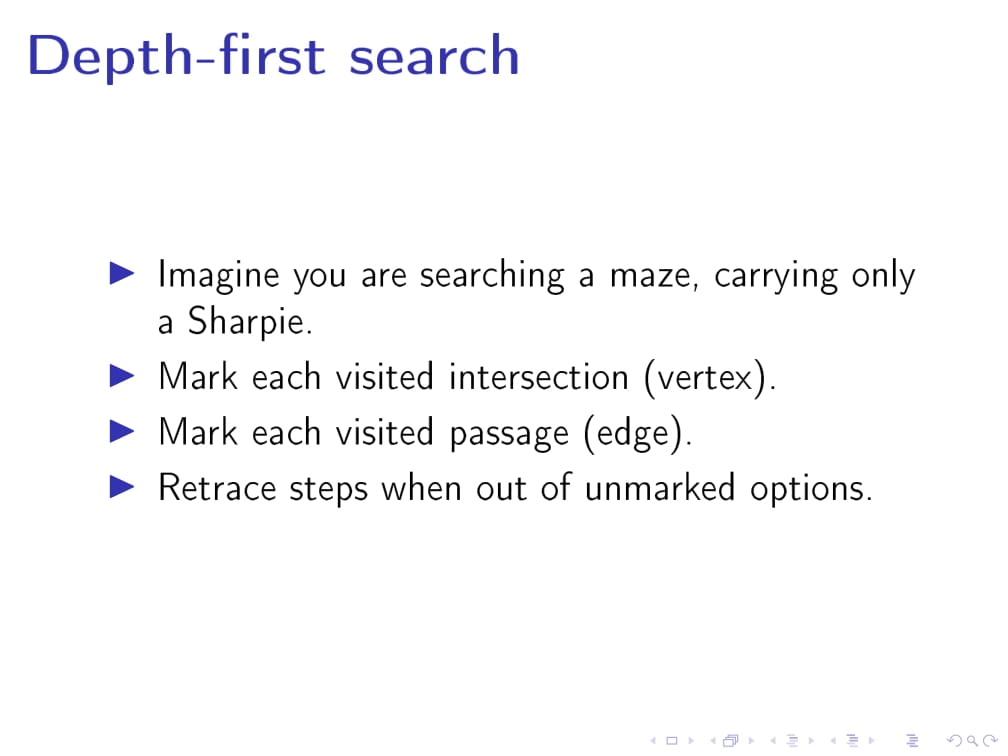 Depth-first search
▶ Imagine you are searching a maze, carrying only
a Sharpie.
▶ Mark each visited intersection (vertex).
▶ Mark each visited passage (edge).
▶ Retrace steps when out of unmarked options.